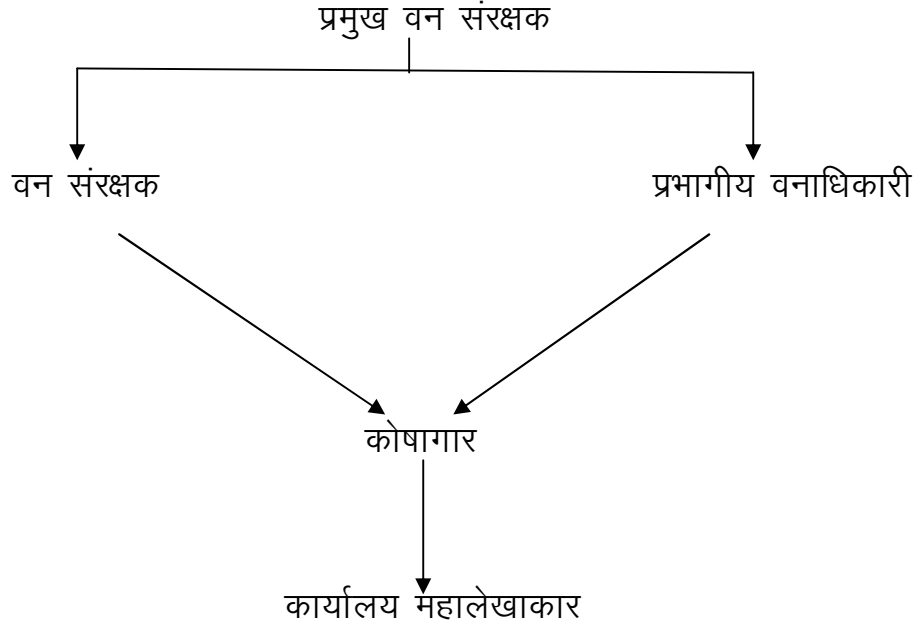 प्रमुख वन संरक्षक
वन संरक्षक
प्रभागीय वनाधिकारी
कोषागार
कार्यालय महालेखाकार